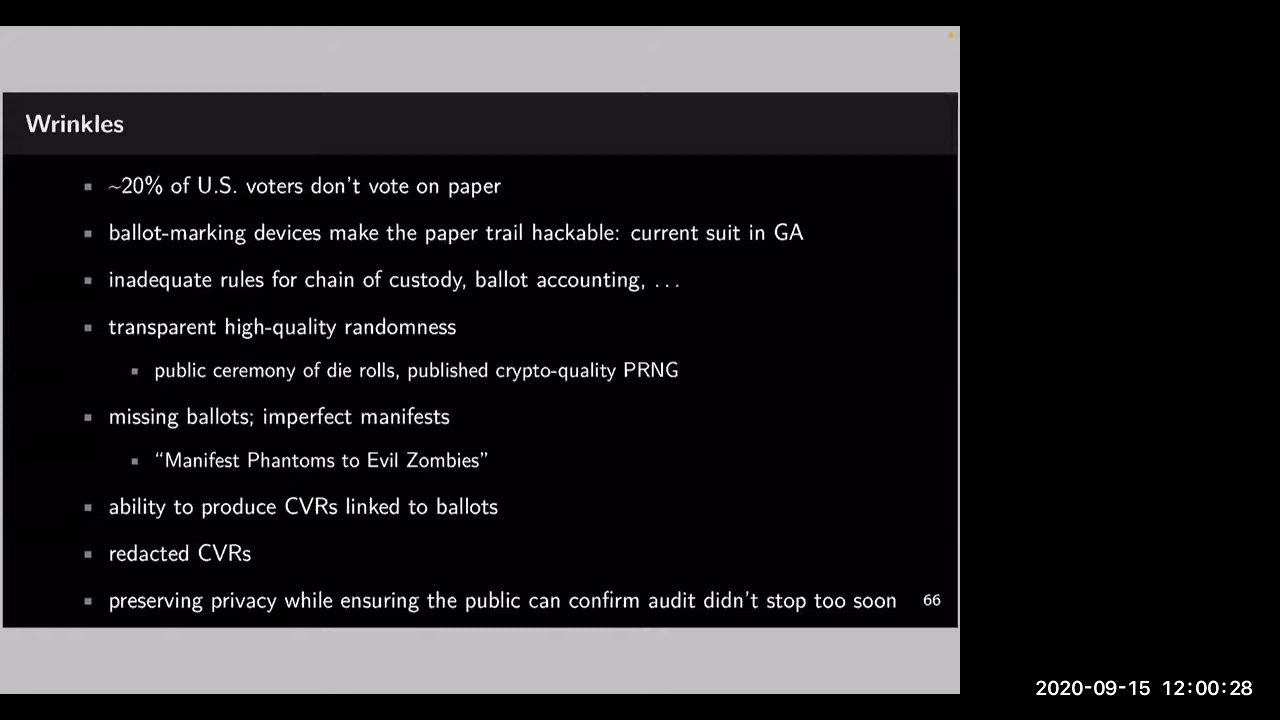 Wrinkles
~20% of U.S. voters don't vote on paper
ballot-marking devices make the paper trail hackable: current suit in GA
inadequate rules for chain of custody, ballot accounting, ...
transparent high-quality randomness
public ceremony of die rolls, published crypto-quality PRNG
missing ballots; imperfect manifests
“Manifest Phantoms to Evil Zombies”
ability to produce CVRs linked to ballots
redacted CVRs
preserving privacy while ensuring the public can confirm audit didn't stop too soon
66
2020-09-15 12:00:28